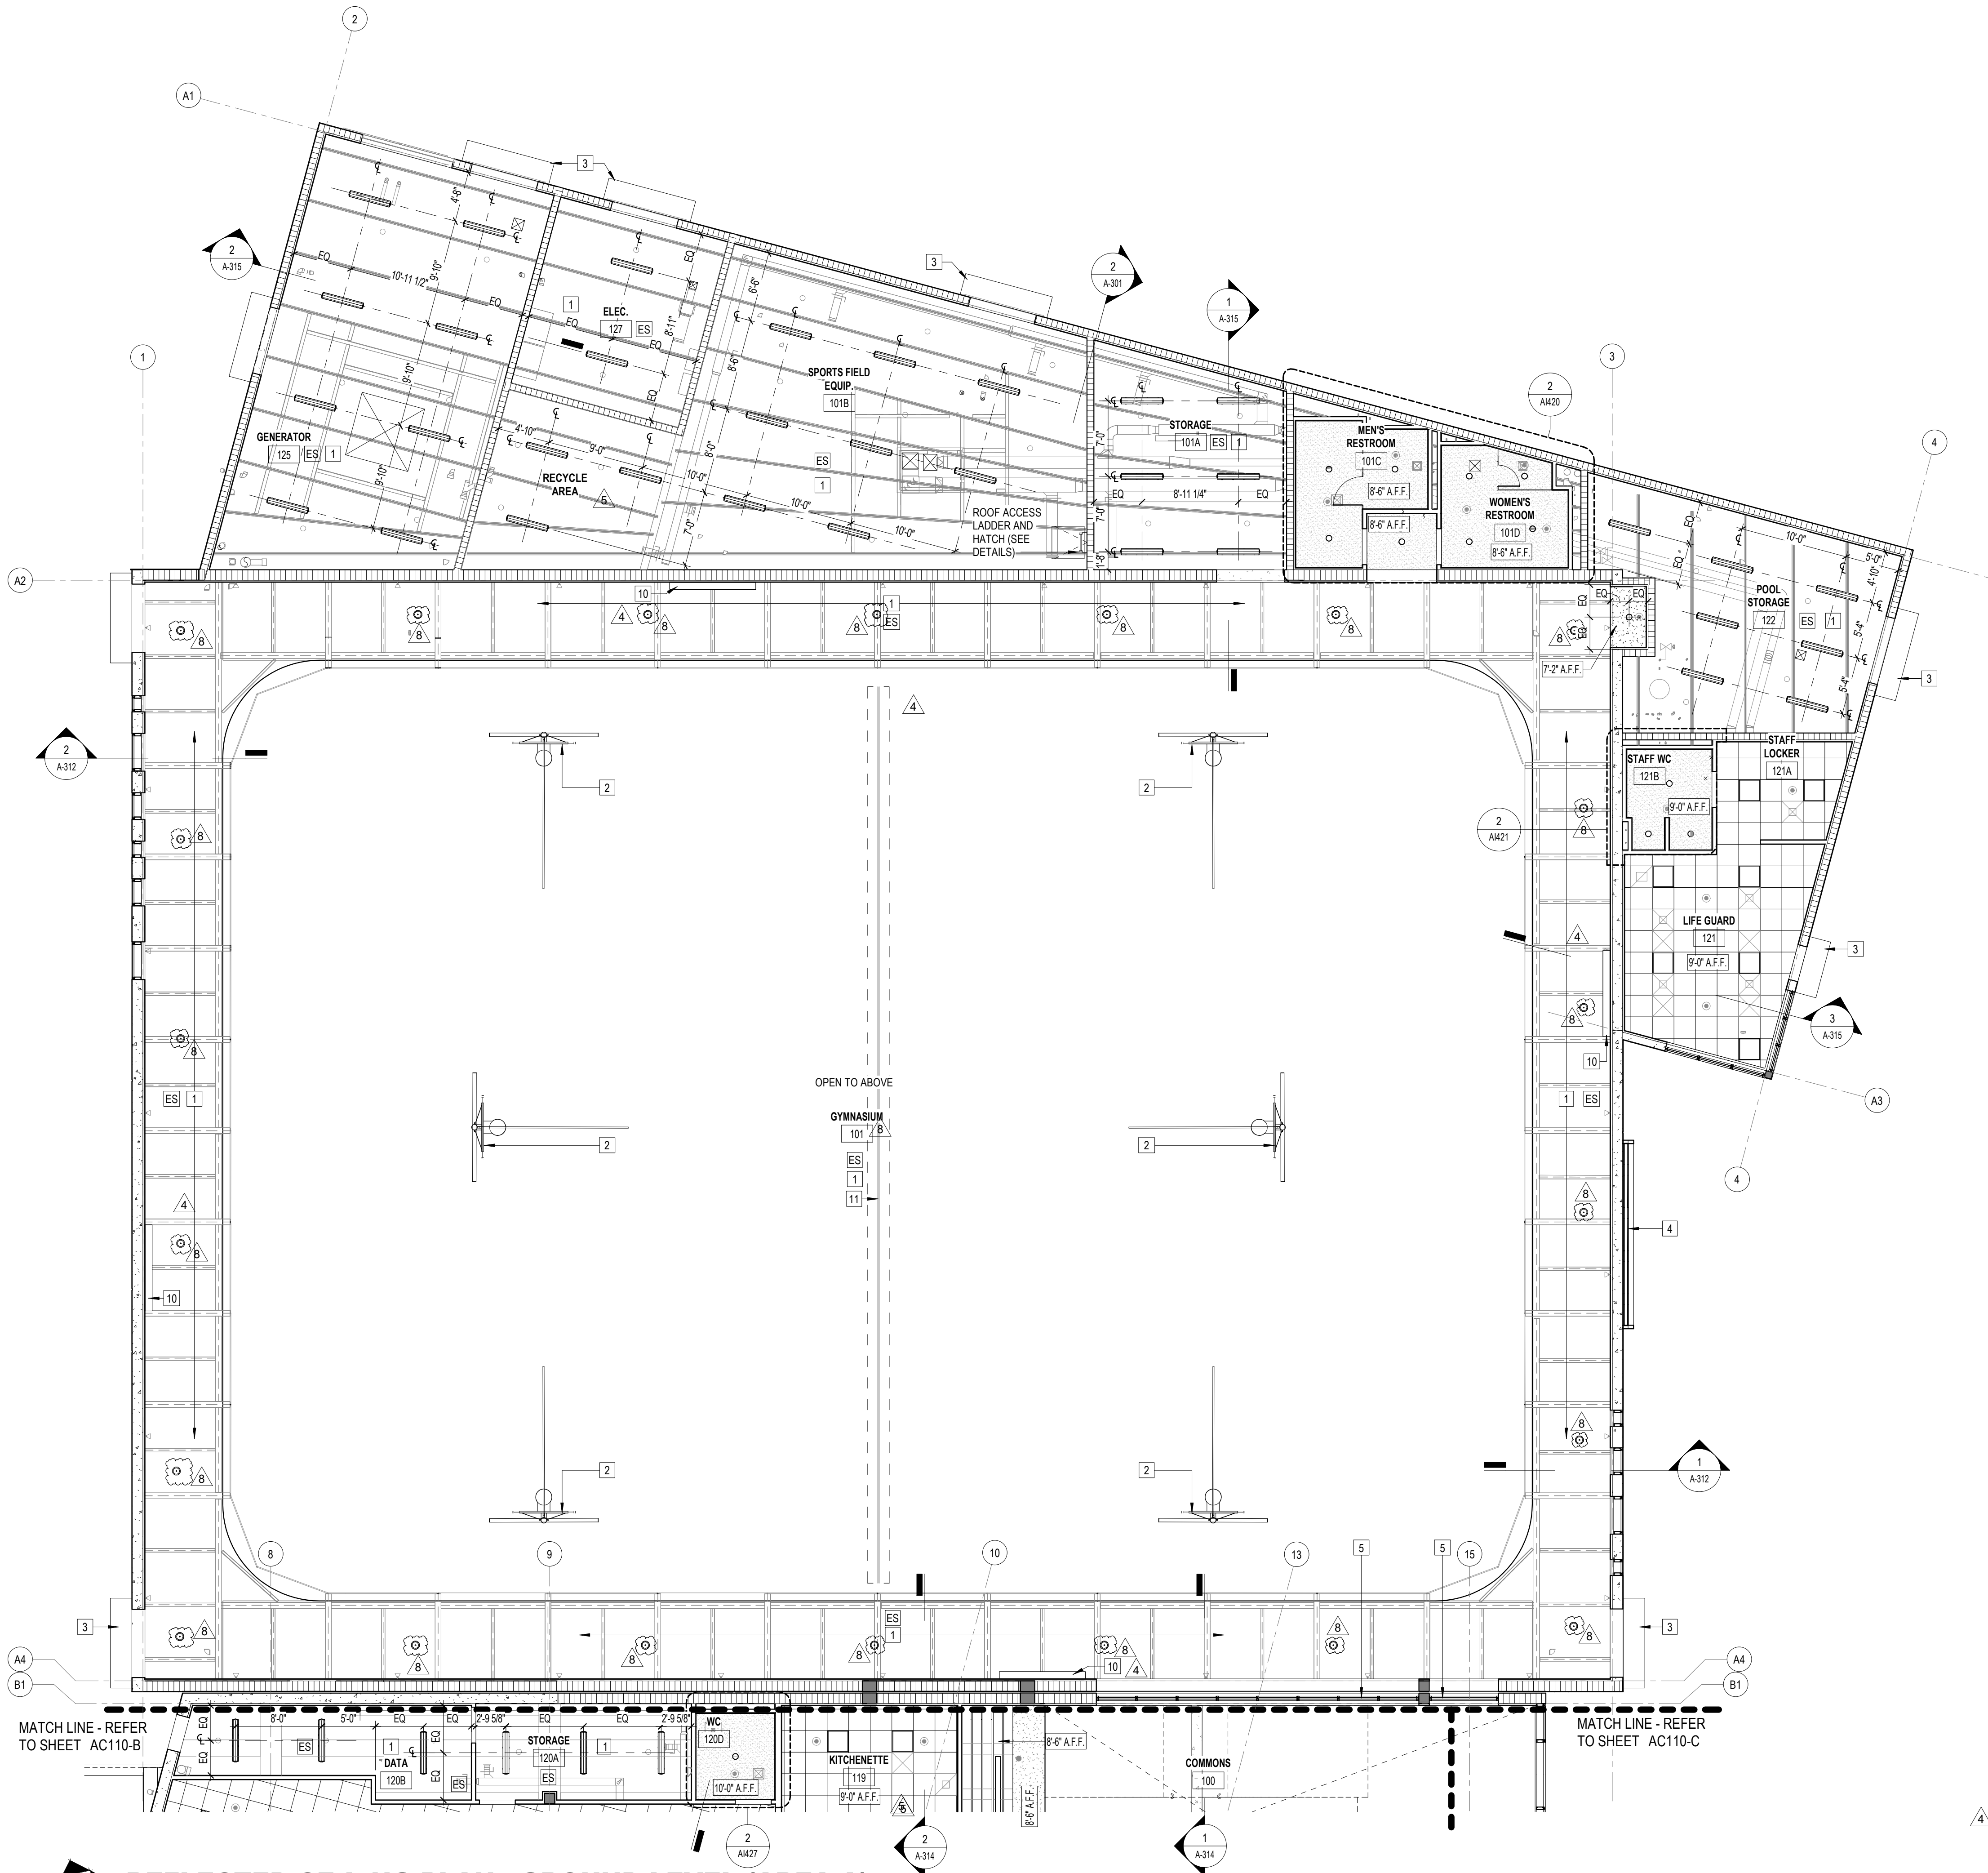 2
A1
3
4'-8"
2
A-315
EQ
10'-11 1/2"
9'-10"
EQ
EQ
1
ELEC.
127
ES
EQ
8'-11"
EQ
EQ
6'-6"
3
2
A-301
1
A-315
8'-6"
SPORTS FIELD
EQUIP.
101B
1
3
2
AI420
9'-10"
GENERATOR
125
ES
1
9'-10"
4'-10"
9'-0"
RECYCLE
AREA
5
8'-0"
10'-0"
7'-0"
10'-0"
10'-0"
ES
1
STORAGE
101A
ES
1
7'-0"
EQ
8'-11 1/4"
EQ
7'-0"
1'-8"
ROOF ACCESS
LADDER AND
HATCH (SEE
DETAILS)
MEN'S
RESTROOM
101C
8'-6" A.F.F.
8'-6" A.F.F.
WOMEN'S
RESTROOM
101D
8'-6" A.F.F.
4
EQ
EQ
10'-0"
5'-0"
4'-10"
POOL
STORAGE
122
ES
1
5'-4"
5'-4"
3
A2
10
4
8
1
ES
8
8
8
8
8
8
EQ
EQ
EQ
EQ
7'-2" A.F.F.
4
2
A-312
2
2
STAFF
LOCKER
121A
STAFF WC
121B
9'-0" A.F.F.
2
AI421
8
8
4
LIFE GUARD
121
9'-0" A.F.F.
3
3
A-315
8
8
10
A3
OPEN TO ABOVE
GYMNASIUM
101
8
ES
1
11
ES
1
1
ES
2
2
4
4
8
8
10
4
2
2
8
8
1
A-312
8
9
10
13
5
5
15
3
8
8
8
8
ES
1
8
10
4
8
8
3
A4
B1
A4
B1
MATCH LINE - REFER
TO SHEET AC110-B
MATCH LINE - REFER
TO SHEET AC110-C
EQ
EQ
8'-0"
5'-0"
EQ
EQ
2'-9 5/8"
EQ
EQ
2'-9 5/8"
ES
1
DATA
120B
EQ
EQ
ES
STORAGE
120A
ES
1
WC
120D
10'-0" A.F.F.
KITCHENETTE
119
9'-0" A.F.F.
8'-6" A.F.F.
8'-6" A.F.F.
COMMONS
100
2
AI427
2
A-314
1
A-314
4